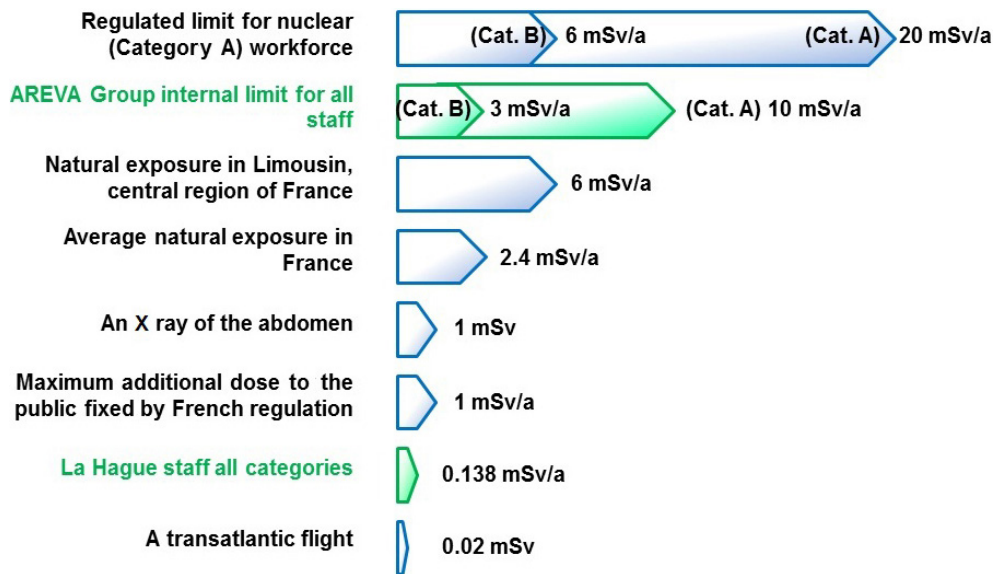 Regulated limit for nuclear
(Category A) workforce
(Cat. B) 6 mSv/a (Cat. A) 20 mSv/a
AREVA Group internal limit for all
staff
(Cat. B) 3 mSv/a (Cat. A) 10 mSv/a
Natural exposure in Limousin,
central region of France
6 mSv/a
Average natural exposure in
France
2.4 mSv/a
An X ray of the abdomen
1 mSv
Maximum additional dose to the
public fixed by French regulation
1 mSv/a
La Hague staff all categories
0.138 mSv/a
A transatlantic flight
0.02 mSv